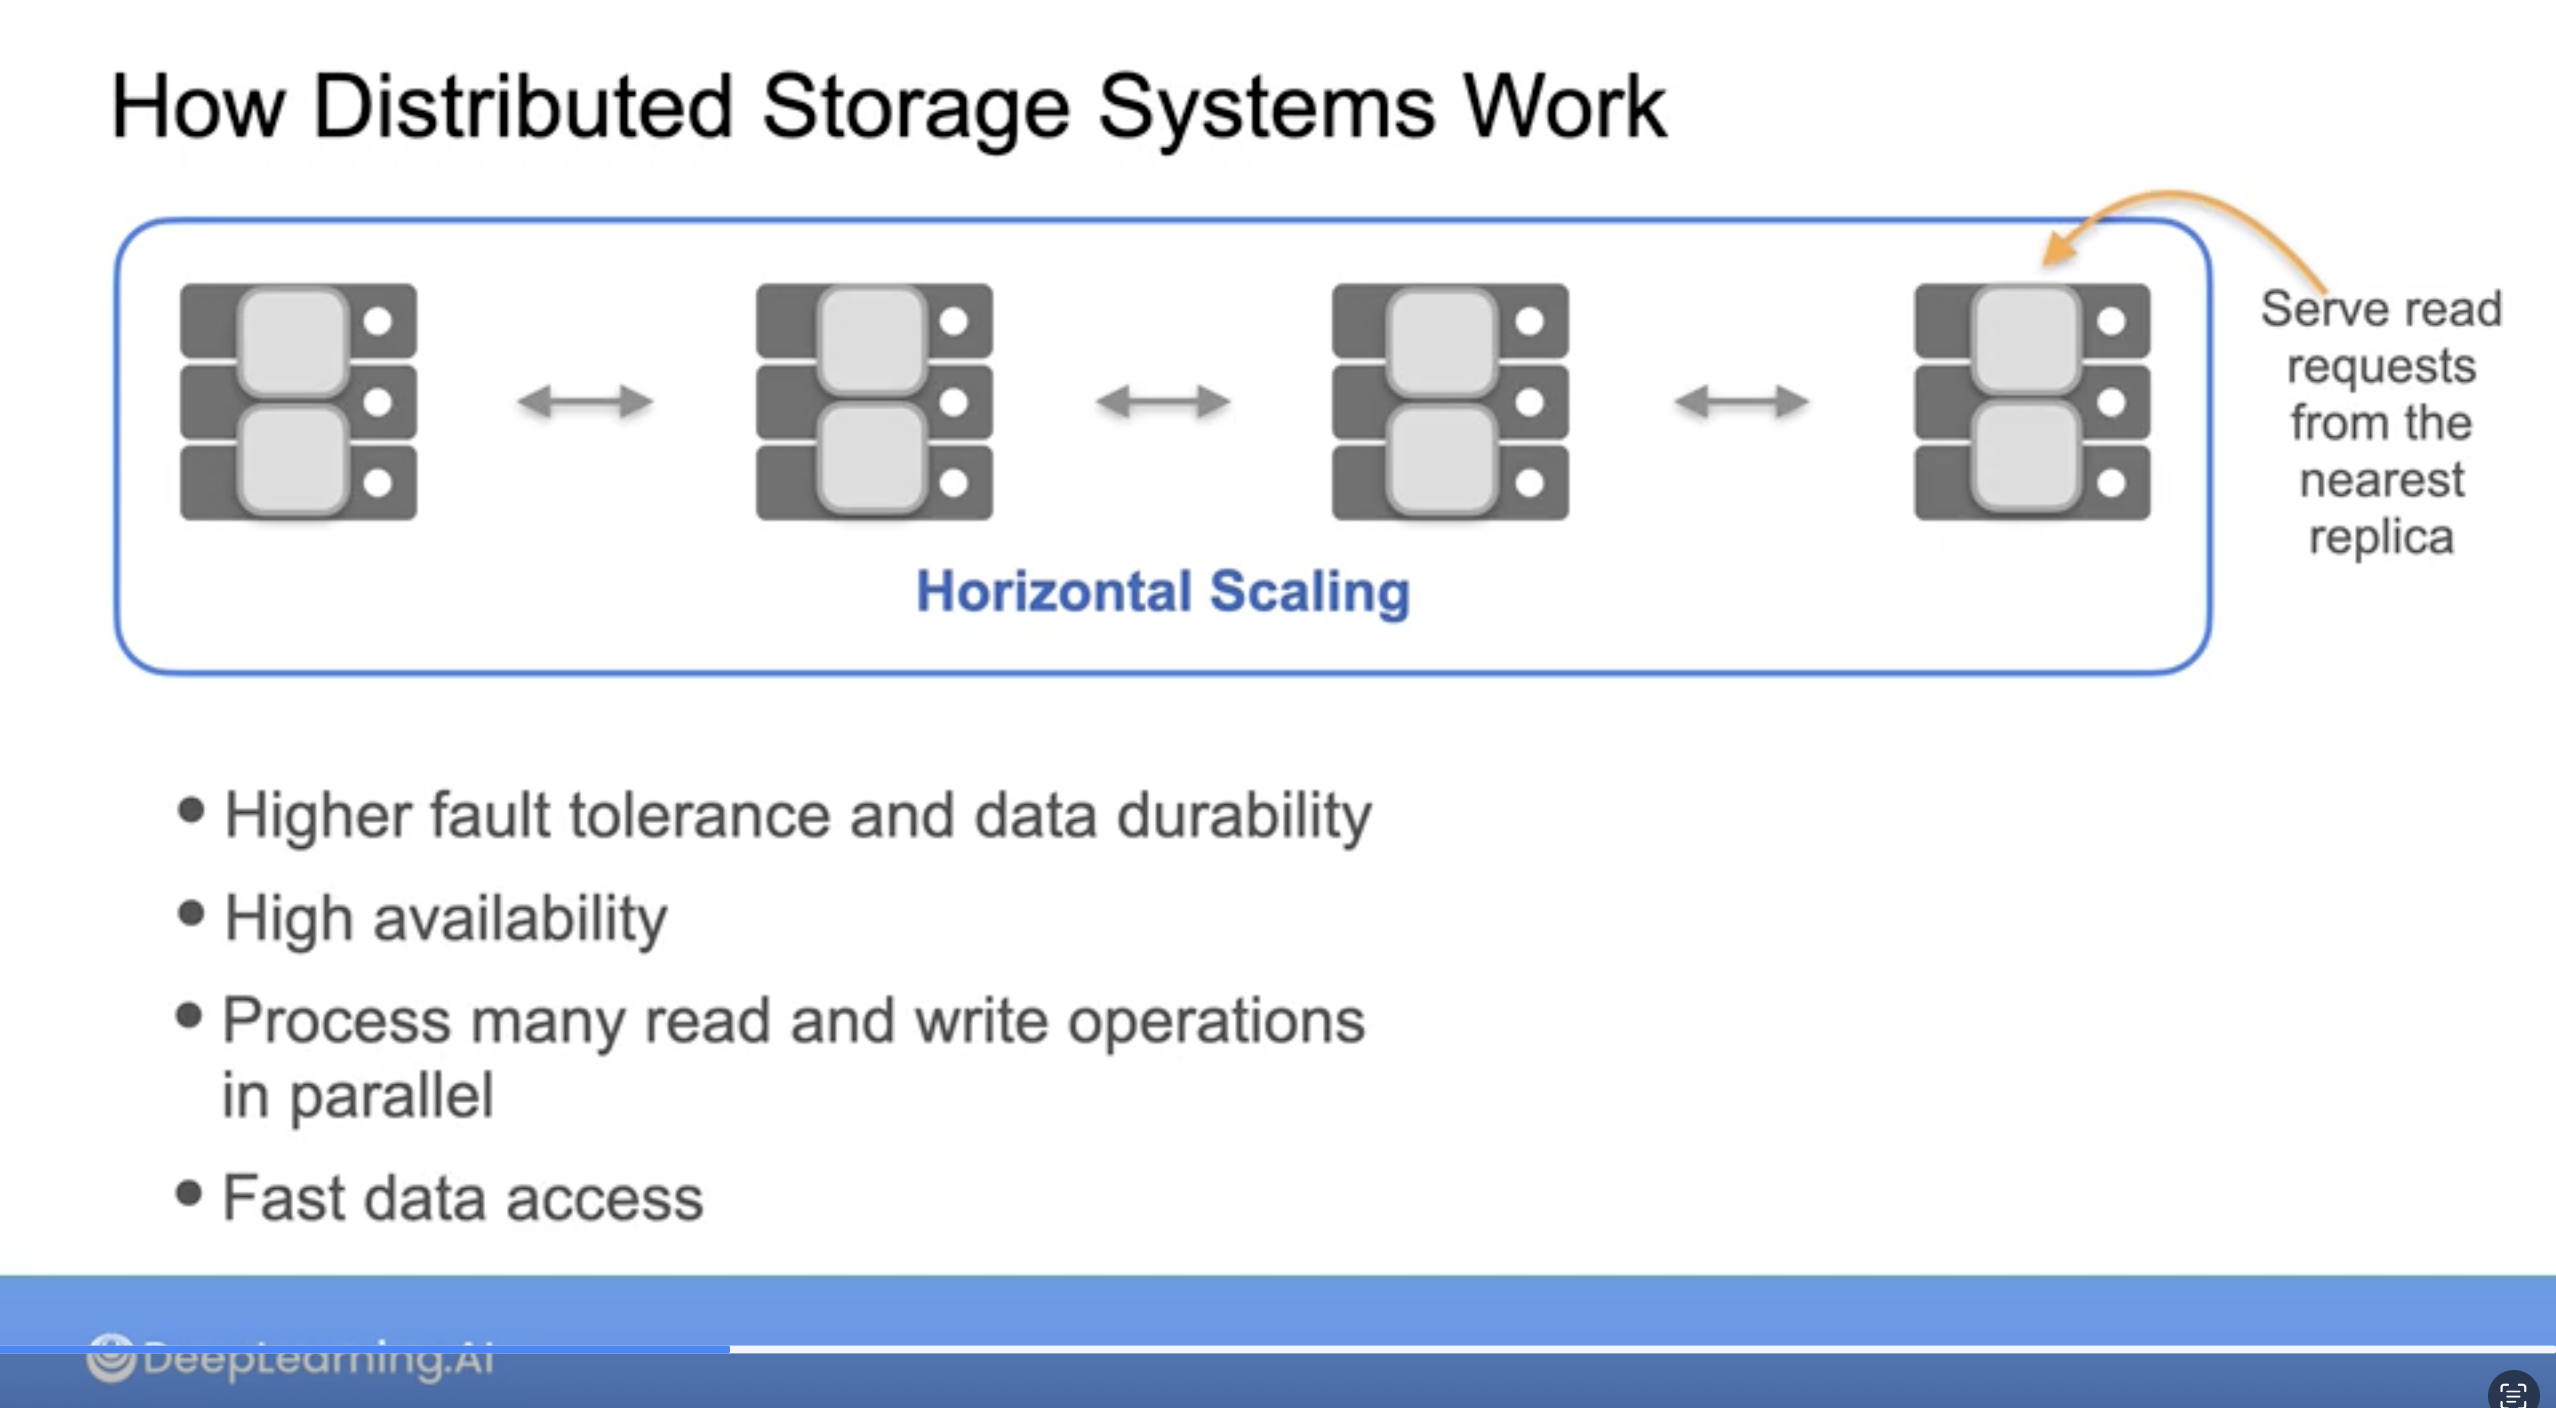 How Distributed Storage Systems Work
Serve read
requests
from the
nearest
replica
Horizontal Scaling
• Higher fault tolerance and data durability
• High availability
• Process many read and write operations
in parallel
• Fast data access
DeepLearning.AI